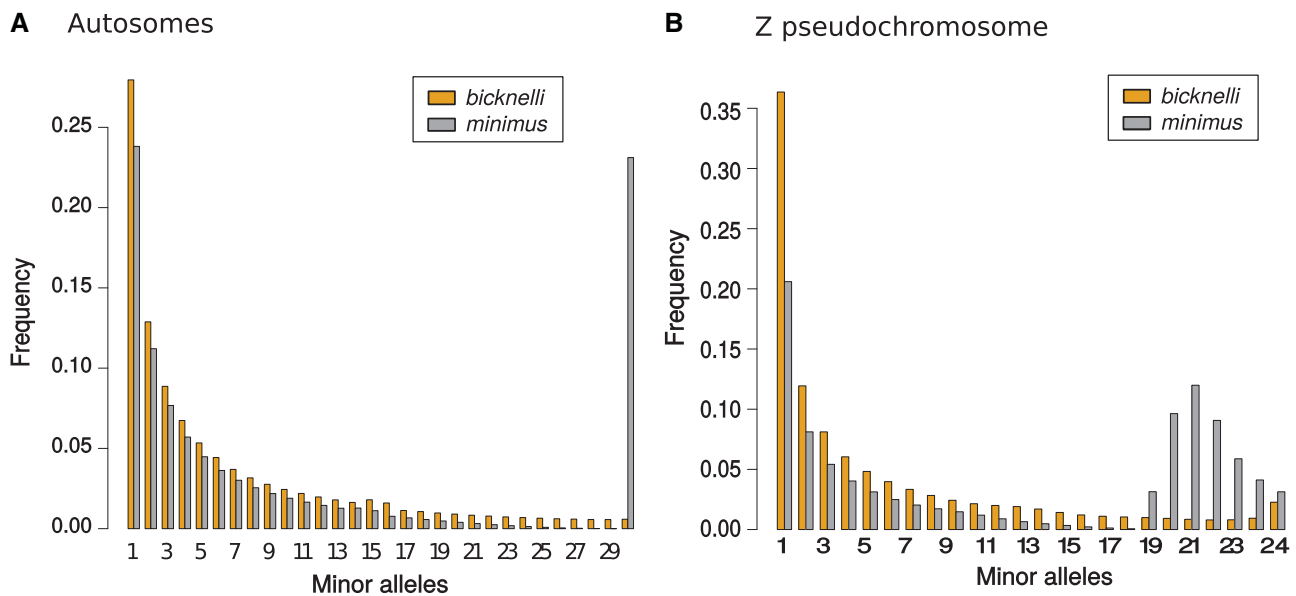 A Autosomes
bicknelli
minimus
Frequency
0.25
0.20
0.15
0.10
0.05
0.00
1 3 5 7 9 11 13 15 17 19 21 23 25 27 29
Minor alleles
B Z pseudochromosome
bicknelli
minimus
Frequency
0.35
0.30
0.25
0.20
0.15
0.10
0.05
0.00
1 3 5 7 9 11 13 15 17 19 21 23 24
Minor alleles